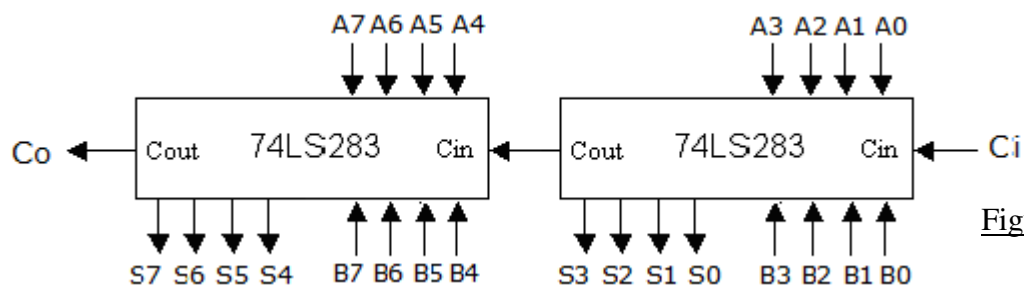 A7 A6 A5 A4 A3 A2 A1 A0
Co Cout 74LS283 Cin Cout 74LS283 Cin Ci
Fig
S7 S6 S5 S4 B7 B6 B5 B4 S3 S2 S1 S0 B3 B2 B1 B0